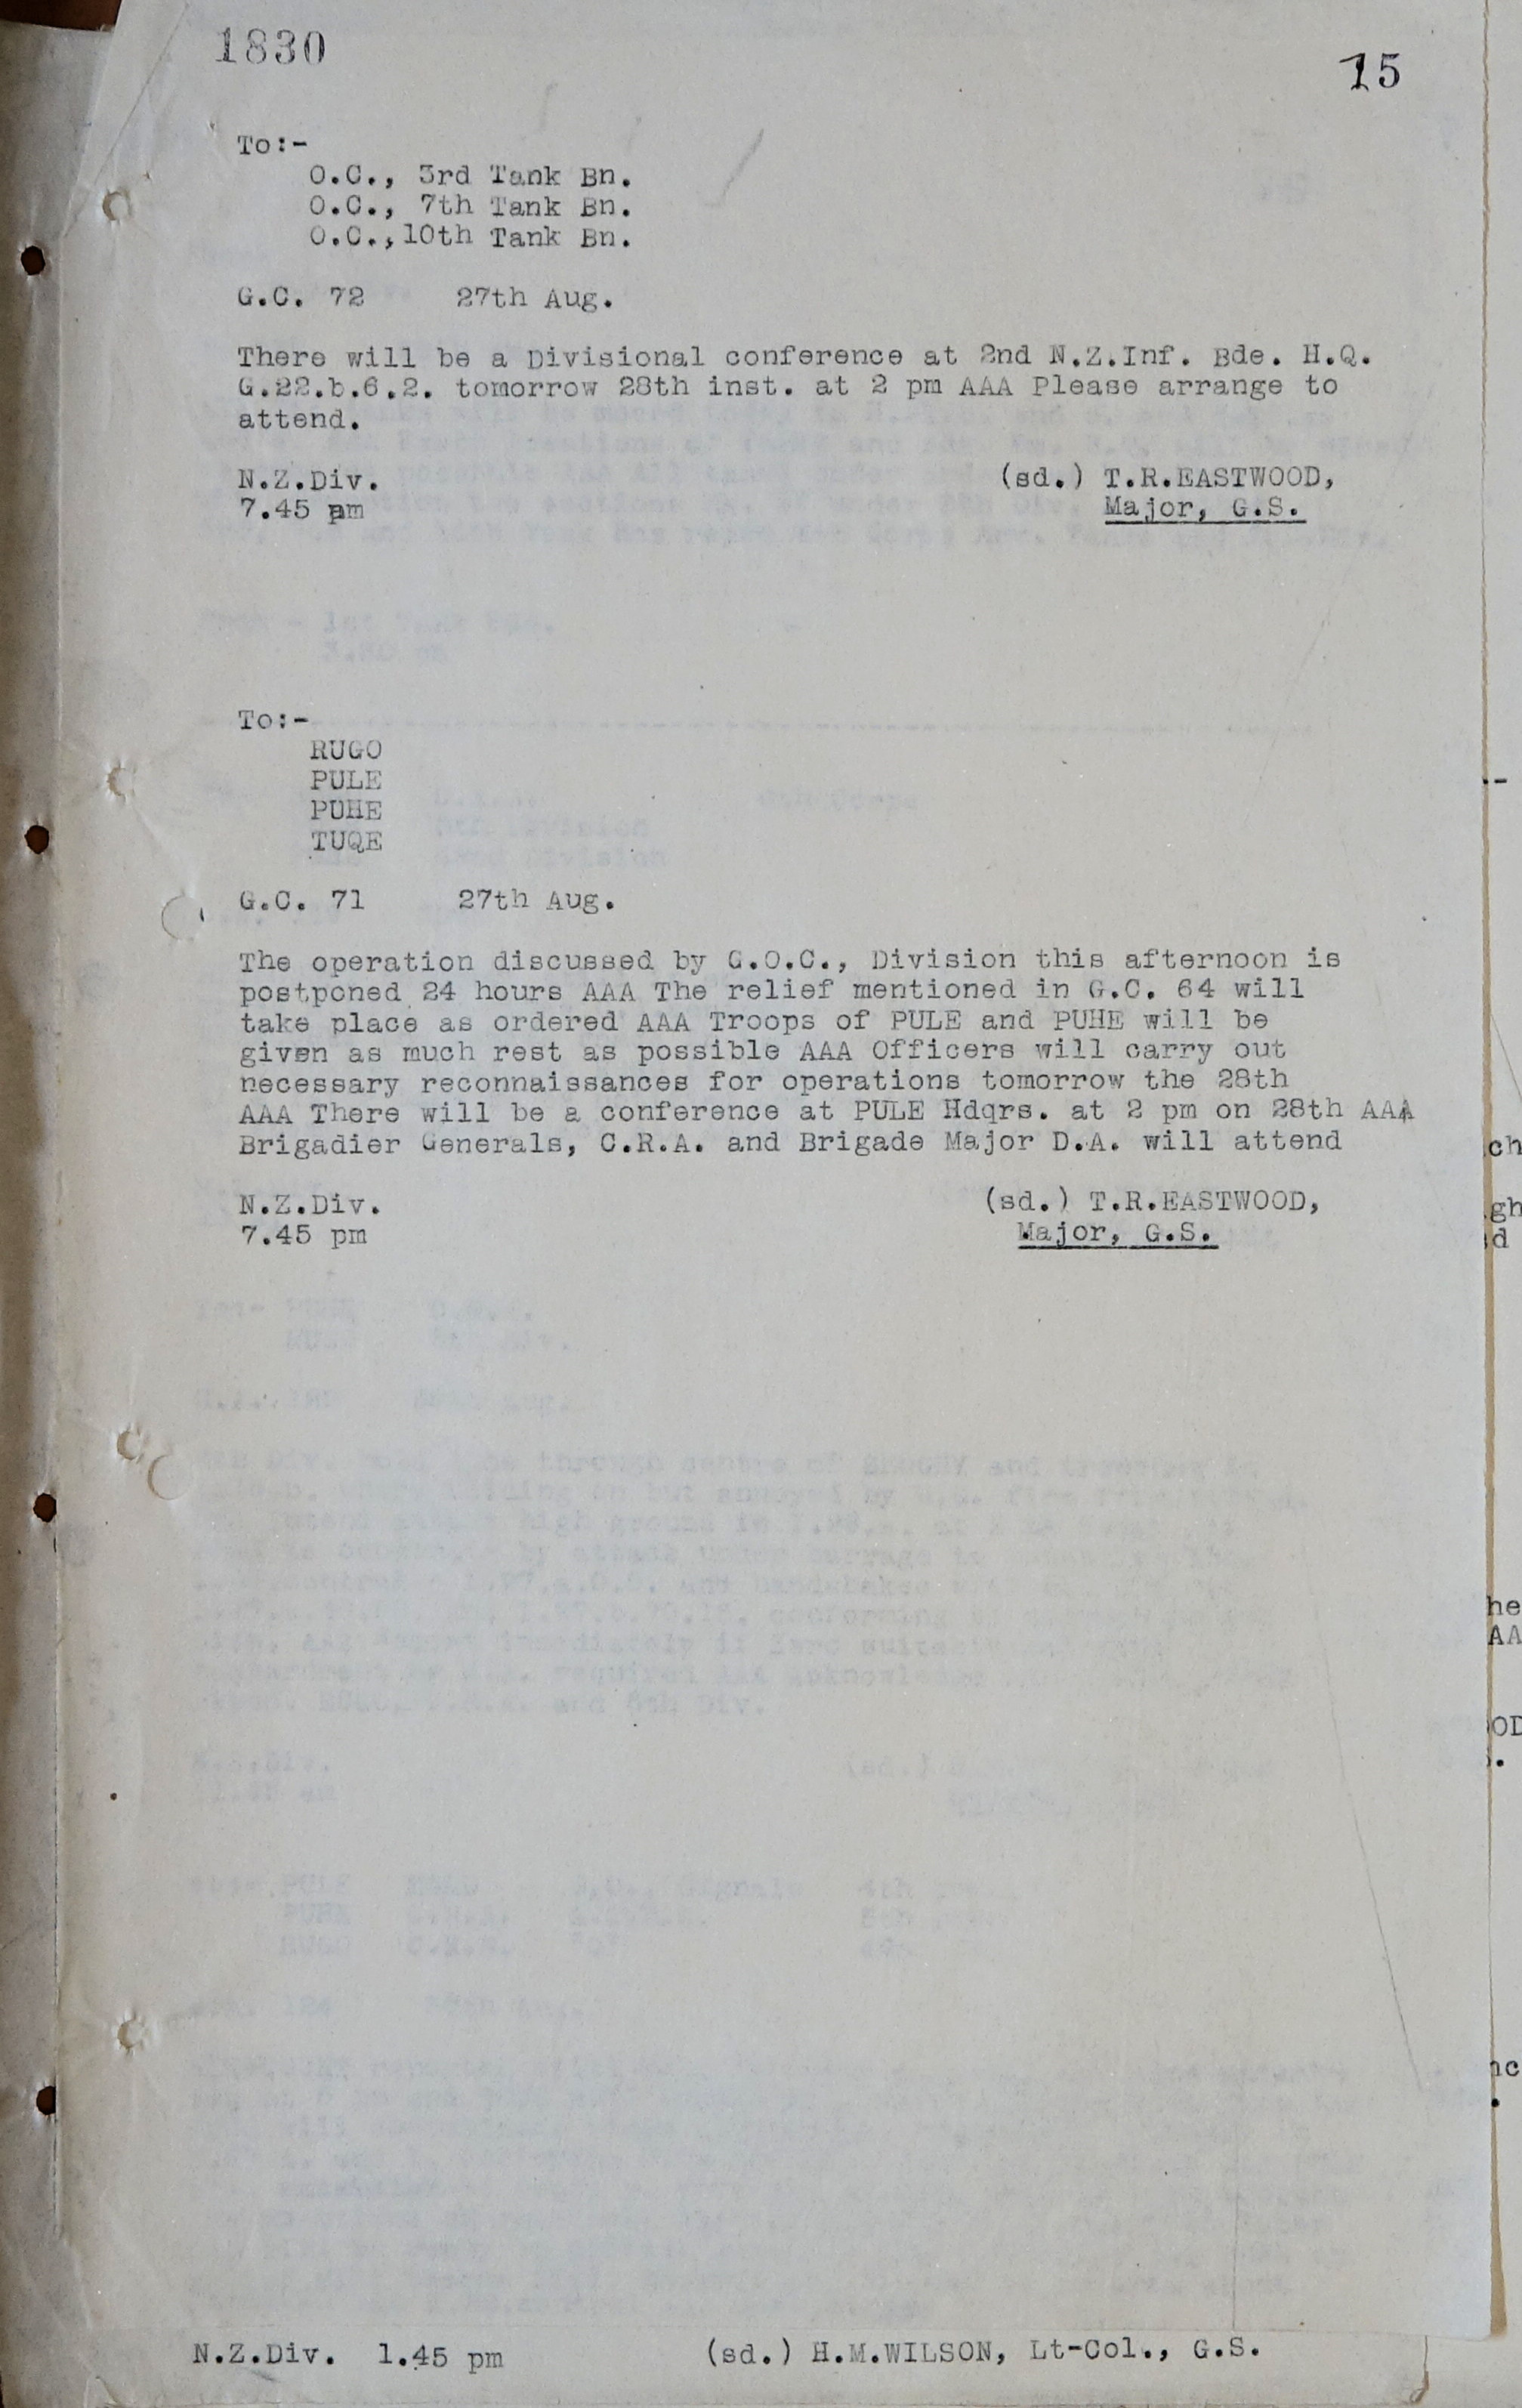 1830
15
To:-
O.C., 3rd Tank Bn.
O.C., 7th Tank Bn.
O.C.,10th Tank Bn.
G.C. 72 27th Aug.
There will be a Divisional conference at 2nd N.Z.Inf. Bde. H.Q.
G.22.b.6.2. tomorrow 28th inst. at 2 pm AAA Please arrange to
attend.
N.Z.Div. (sd.) T.R.EASTWOOD,
7.45 pm Major, G.S.
To:-
RUGO
PULE
PUHE
TUQE
G.C. 71 27th Aug.
The operation discussed by G.O.C., Division this afternoon is
postponed 24 hours AAA The relief mentioned in G.C. 64 will
take place as ordered AAA Troops of PULE and PUHE will be
given as much rest as possible AAA Officers will carry out
necessary reconnaissances for operations tomorrow the 28th
AAA There will be a conference at PULE Hdqrs. at 2 pm on 28th AAA
Brigadier Generals, C.R.A. and Brigade Major D.A. will attend
N.Z.Div. (sd.) T.R.EASTWOOD,
7.45 pm Major, G.S.
N.Z.Div. 1.45 pm (sd.) H.M.WILSON, Lt-Col., G.S.